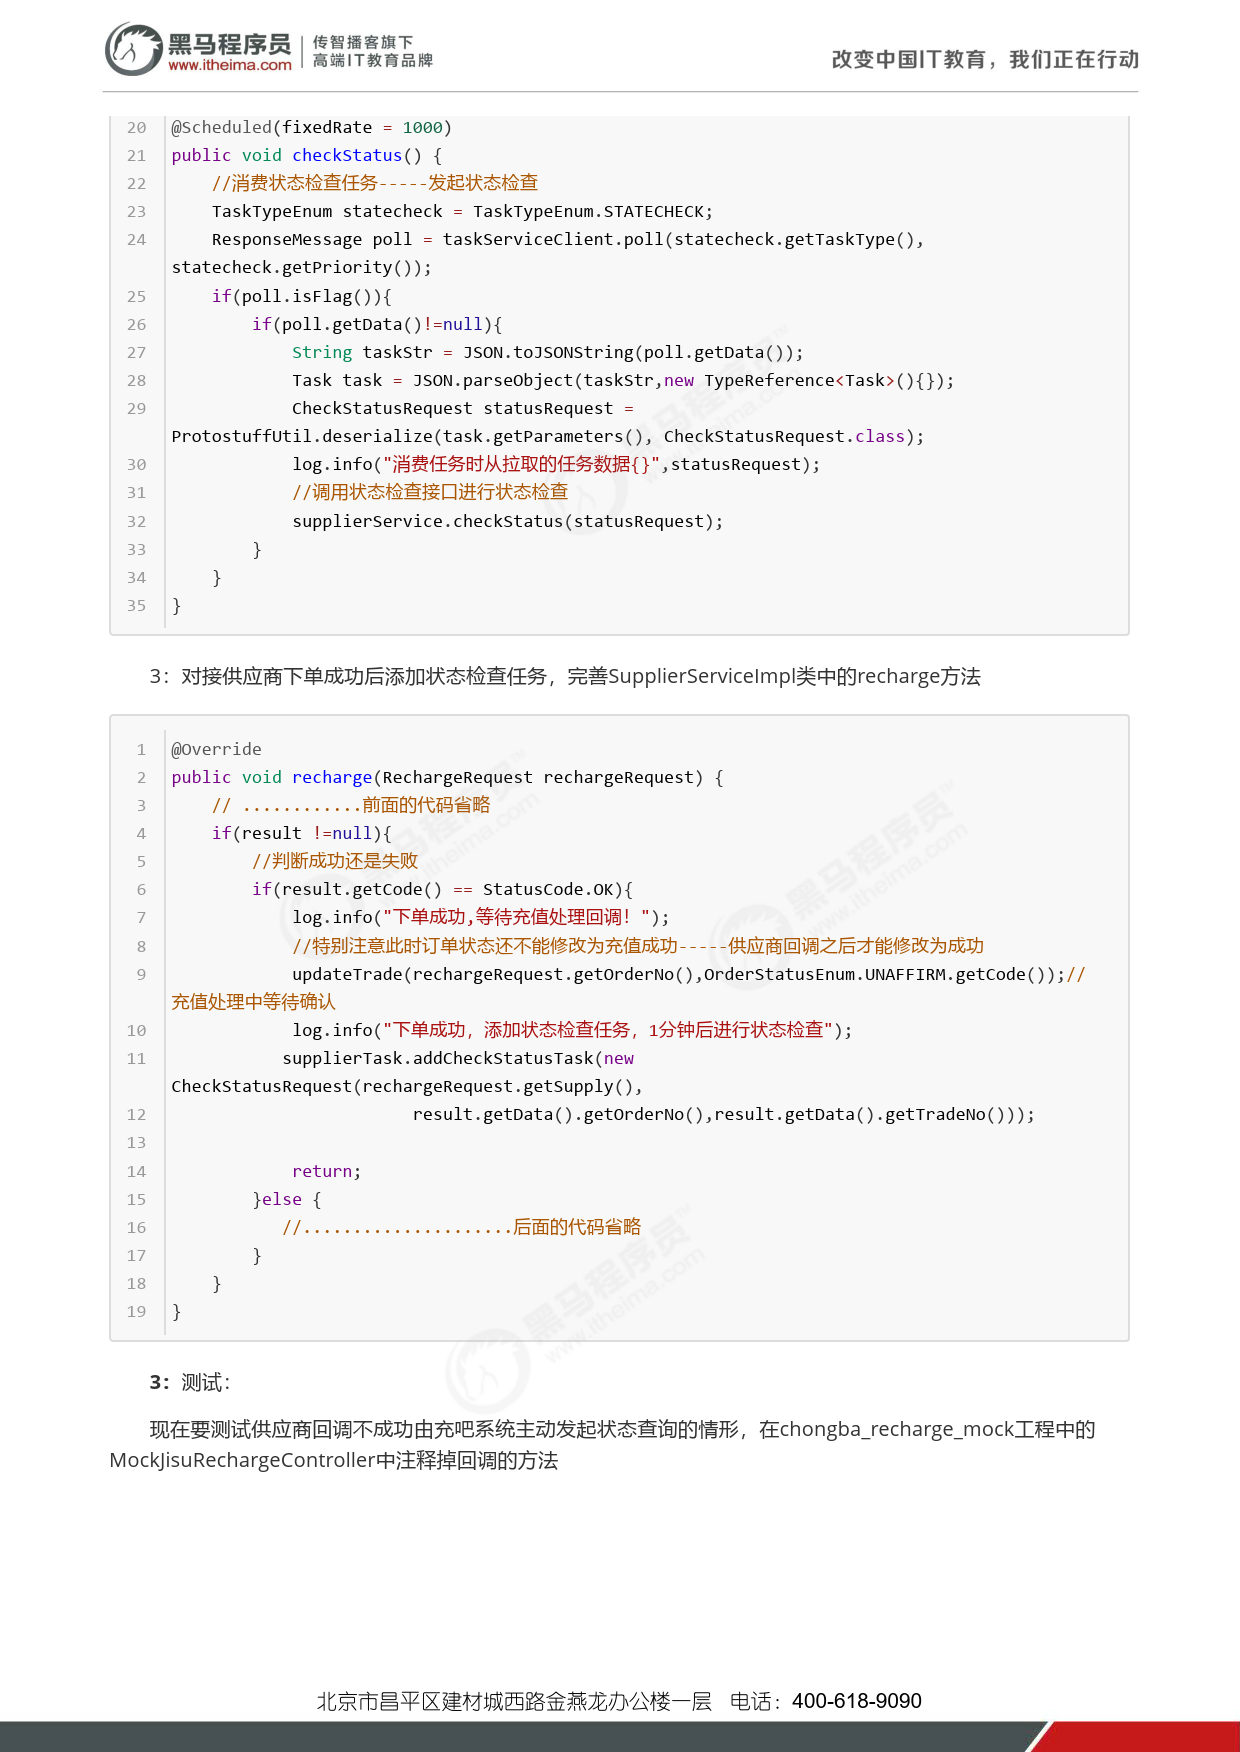 黑马程序员
www.itheima.com
传智播客旗下
高端IT教育品牌
改变中国IT教育，我们正在行动
20 @Scheduled(fixedRate = 1000)
21 public void checkStatus() {
22     //消费状态检查任务-----发起状态检查
23     TaskTypeEnum statecheck = TaskTypeEnum.STATECHECK;
24     ResponseMessage poll = taskServiceClient.poll(statecheck.getTaskType(),
statecheck.getPriority());
25     if(poll.isFlag()){
26         if(poll.getData()!=null){
27             String taskStr = JSON.toJSONString(poll.getData());
28             Task task = JSON.parseObject(taskStr,new TypeReference<Task>(){});
29             CheckStatusRequest statusRequest =
ProtostuffUtil.deserialize(task.getParameters(), CheckStatusRequest.class);
30             log.info("消费任务时从拉取的任务数据{}",statusRequest);
31             //调用状态检查接口进行状态检查
32             supplierService.checkStatus(statusRequest);
33         }
34     }
35 }
3：对接供应商下单成功后添加状态检查任务，完善SupplierServiceImpl类中的recharge方法
1 @Override
2 public void recharge(RechargeRequest rechargeRequest) {
3     // ............前面的代码省略
4     if(result !=null){
5         //判断成功还是失败
6         if(result.getCode() == StatusCode.OK){
7             log.info("下单成功,等待充值处理回调！");
8             //特别注意此时订单状态还不能修改为充值成功-----供应商回调之后才能修改为成功
9             updateTrade(rechargeRequest.getOrderNo(),OrderStatusEnum.UNAFFIRM.getCode());//
充值处理中等待确认
10             log.info("下单成功，添加状态检查任务，1分钟后进行状态检查");
11            supplierTask.addCheckStatusTask(new
CheckStatusRequest(rechargeRequest.getSupply(),
12                         result.getData().getOrderNo(),result.getData().getTradeNo()));
13
14             return;
15         }else {
16            //.....................后面的代码省略
17         }
18     }
19 }
3：测试：
现在要测试供应商回调不成功由充吧系统主动发起状态查询的情形，在chongba_recharge_mock工程中的
MockJisuRechargeController中注释掉回调的方法
北京市昌平区建材城西路金燕龙办公楼一层 电话：400-618-9090